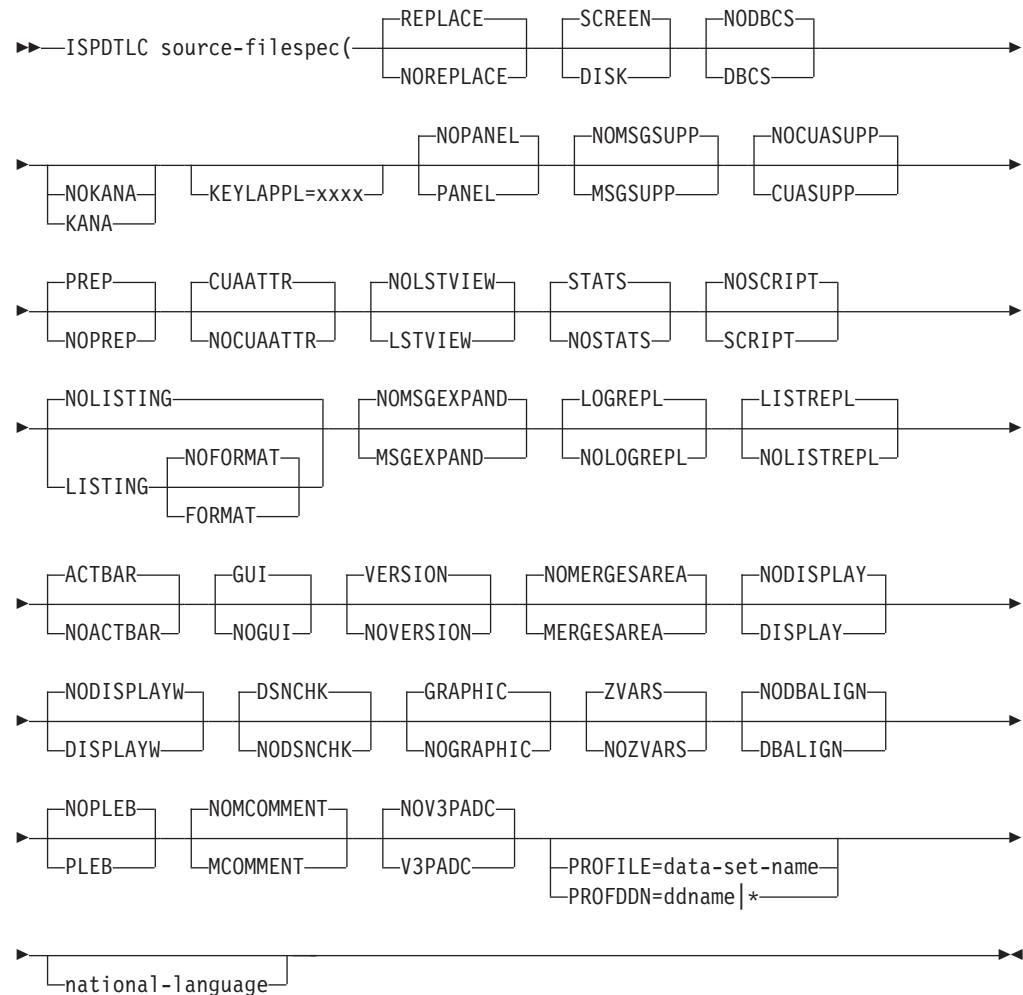 REPLACE SCREEN NODBCS
ISPDTLC source-filespec(
NOREPLACE DISK DBCS
NOPANEL NOMSGSUPP NOCUASUPP
NOKANA KEYLAPPL=xxxx PANEL MSGSUPP CUASUPP
KANA
PREP CUAATTR NOLSTVIEW STATS NOSCRIPT
NOPREP NOCUAATTR LSTVIEW NOSTATS SCRIPT
NOLISTING NOMSGEXPAND LOGREPL LISTREPL
NOFORMAT MSGEXPAND NOLOGREPL NOLISTREPL
LISTING
FORMAT
ACTBAR GUI VERSION NOMERGESAREA NODISPLAY
NOACTBAR NOGUI NOVERSION MERGESAREA DISPLAY
NODISPLAYW DSNCHK GRAPHIC ZVARS NODBALIGN
DISPLAYW NODSNCHK NOGRAPHIC NOZVARS DBALIGN
NOPLEB NOMCOMMENT NOV3PADC
PLEB MCOMMENT V3PADC PROFILE=data-set-name
PROFDDN=ddname|*
national-language